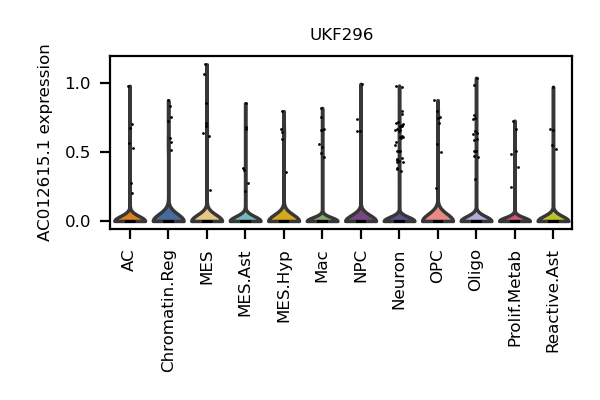 UKF296
AC012615.1 expression
1.0
0.5
0.0
AC
Chromatin.Reg
MES
MES.Ast
MES.Hyp
Mac
NPC
Neuron
OPC
Oligo
Prolif.Metab
Reactive.Ast